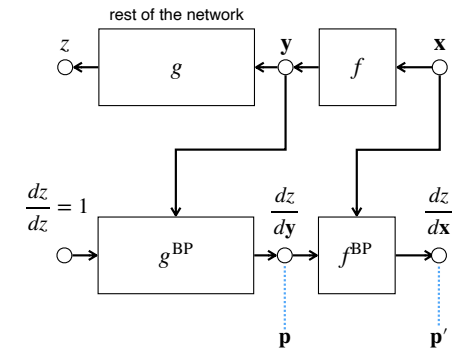 rest of the network
z g y f x
dz/dz = 1 dz/dy dz/dx
g^BP f^BP
p p′